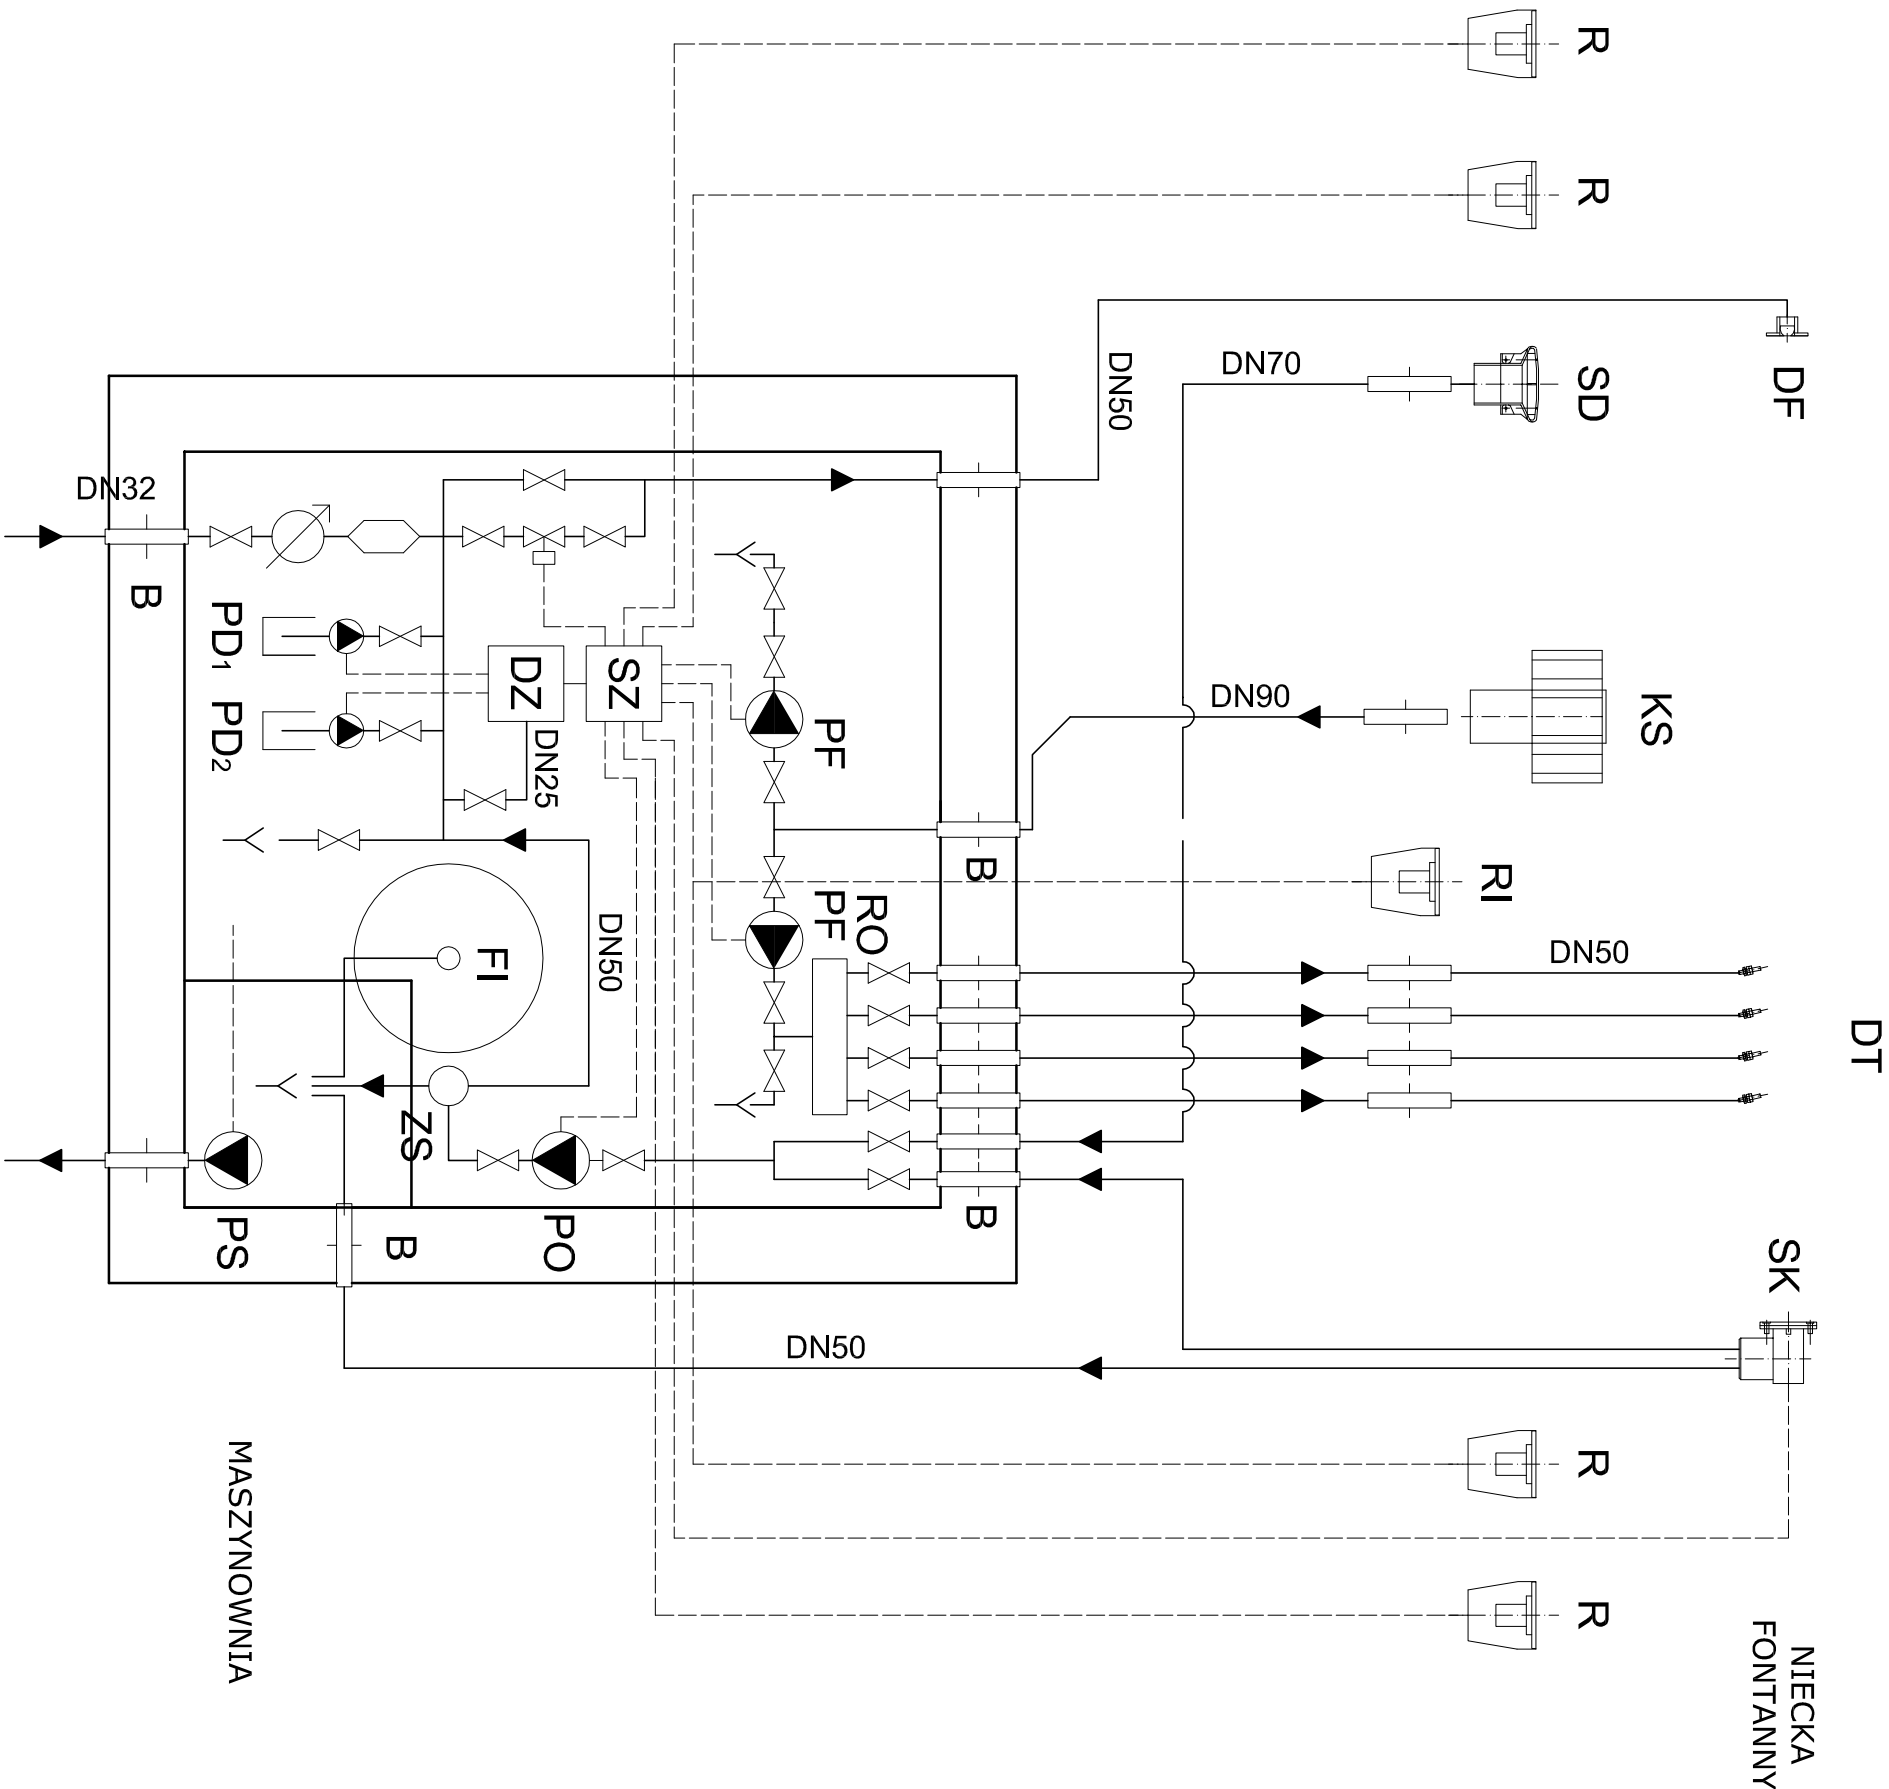 R
R
DF
SD
DN70
DN50
DN32
B
PD1
PD2
DZ
SZ
DN25
PF
DN90
KS
B
RI
PF
RO
DN50
FI
DN50
DT
ZS
B
PS
B
PO
SK
DN50
R
R
MASZYNOWNIA
NIECKA
FONTANNY